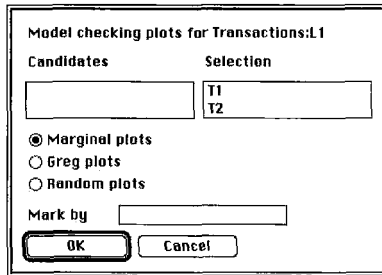 Model checking plots for Transactions:L1
Candidates Selection
T1
T2
Marginal plots
Greg plots
Random plots
Mark by
OK Cancel